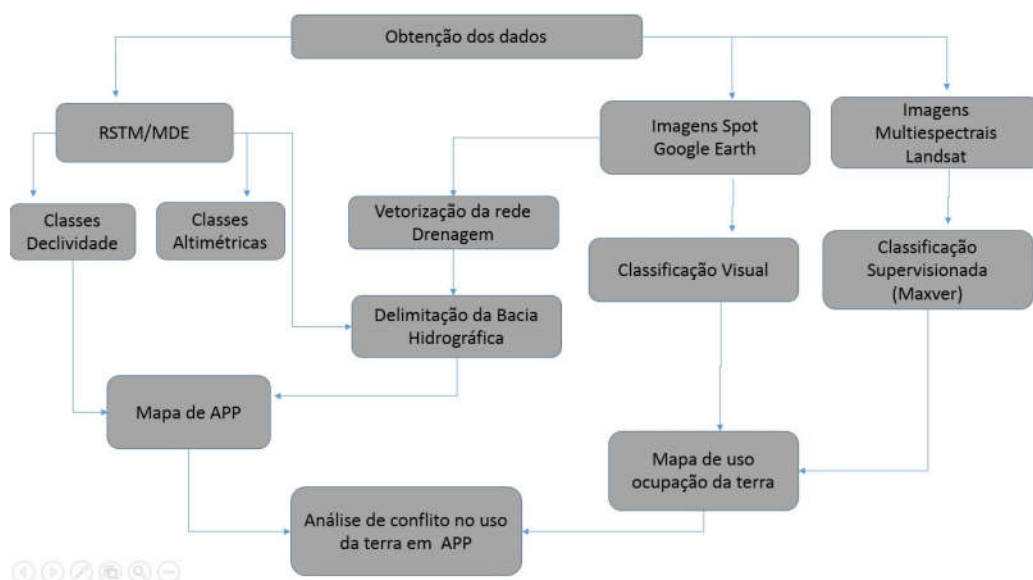 Obtenção dos dados
RSTM/MDE
Imagens Spot
Google Earth
Imagens
Multiespectrais
Landsat
Classes
Declividade
Classes
Altimétricas
Vetorização da rede
Drenagem
Classificação Visual
Classificação
Supervisionada
(Maxver)
Delimitação da Bacia
Hidrográfica
Mapa de APP
Mapa de uso
ocupação da terra
Análise de conflito no uso
da terra em APP